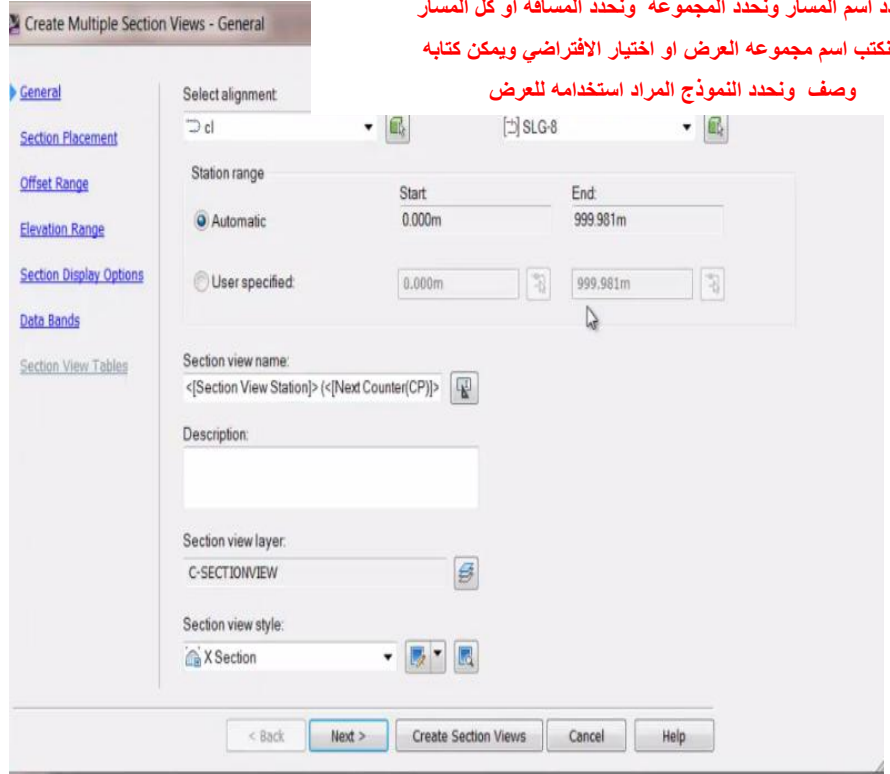 اسم المسار ونحدد المجموعه ونحدد المسافه او كل المسار
نكتب اسم مجموعه العرض او اختيار الافتراضي ويمكن كتابه
وصف ونحدد النموذج المراد استخدامه للعرض
Create Multiple Section Views - General
General
Section Placement
Offset Range
Elevation Range
Section Display Options
Data Bands
Section View Tables
Select alignment:
cl
SLG-8
Station range
Start: End:
Automatic 0.000m 999.981m
User specified: 0.000m 999.981m
Section view name:
<[Section View Station]> (<[Next Counter(CP)]>
Description:
Section view layer:
C-SECTIONVIEW
Section view style:
X Section
< Back Next > Create Section Views Cancel Help